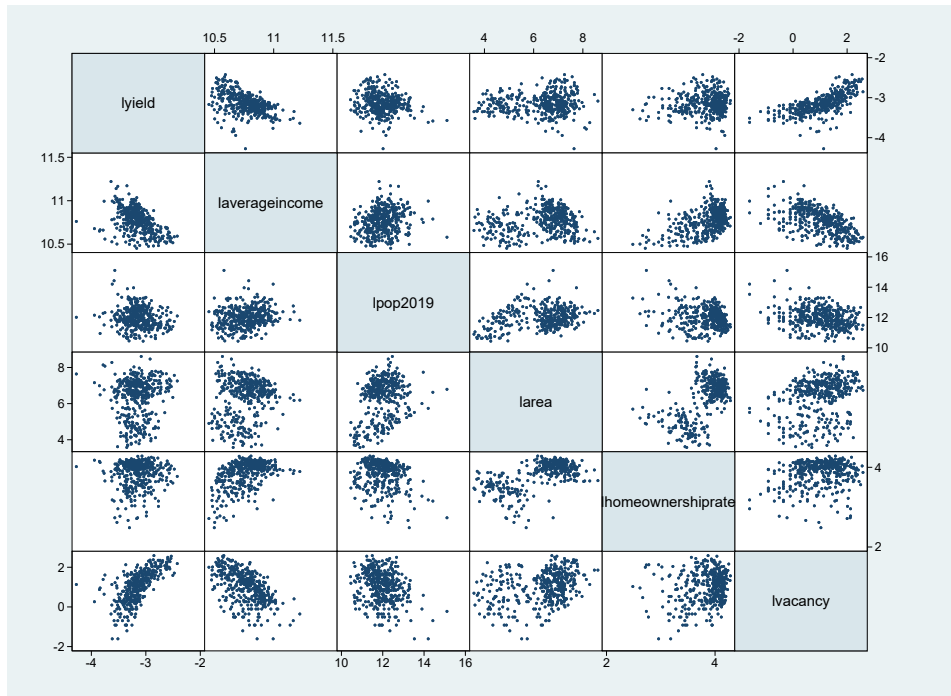 10.5 11 11.5 4 6 8 -2 0 2
lyield -2 -3 -4
11.5 11 10.5 laverageincome
lpop2019 16 14 12 10
8 6 4 larea
lhomeownershiprate 4 2
2 0 -2 lvacancy
-4 -3 -2 10 12 14 16 2 4